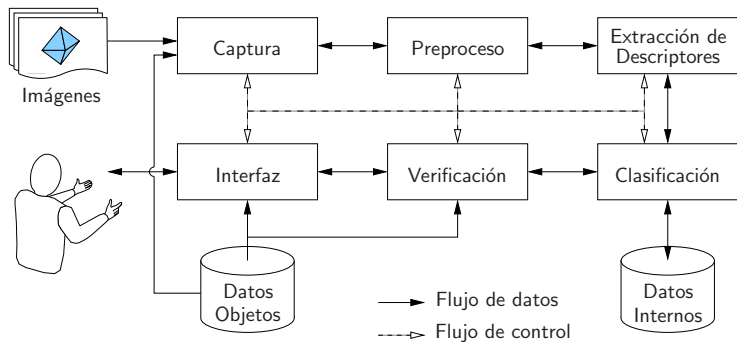 Captura
Preproceso
Extracción de
Descriptores
Imágenes
Interfaz
Verificación
Clasificación
Datos
Objetos
Flujo de datos
Flujo de control
Datos
Internos